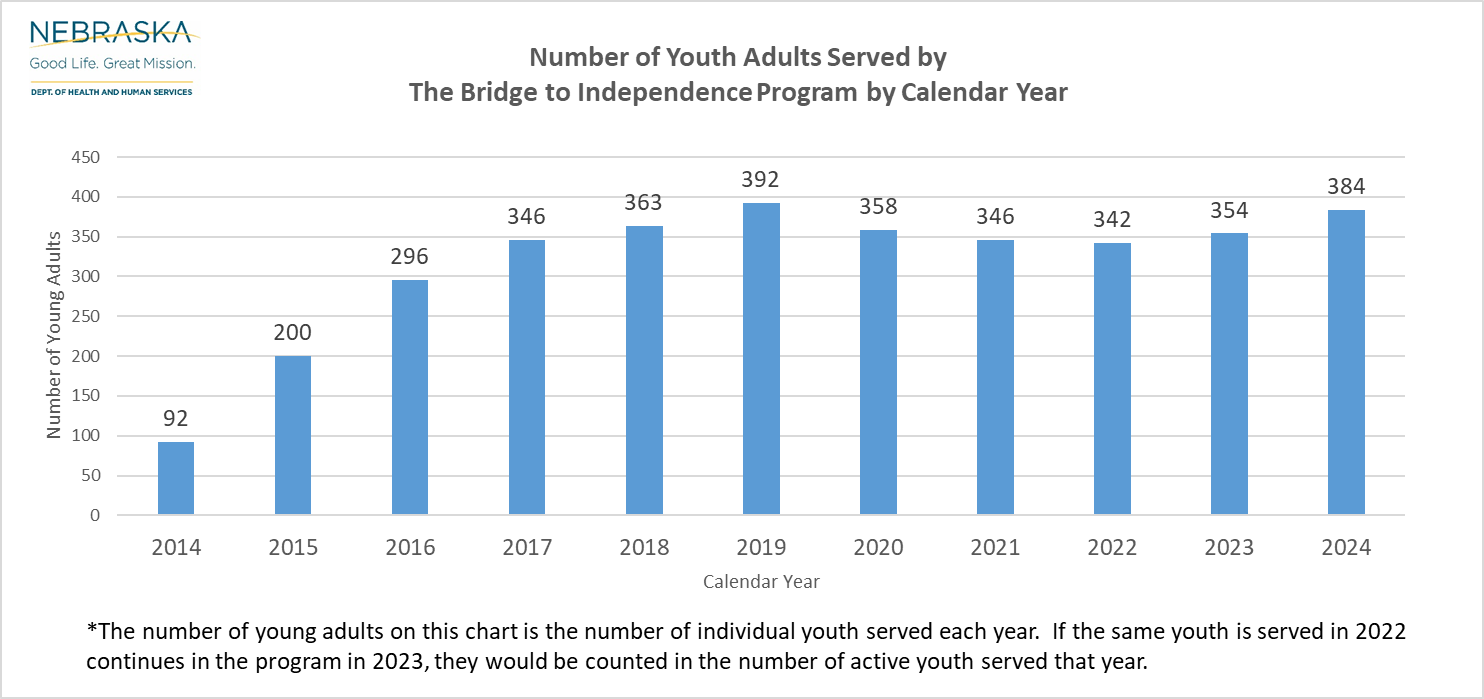 NEBRASKA
Good Life. Great Mission.
DEPT. OF HEALTH AND HUMAN SERVICES
Number of Youth Adults Served by
The Bridge to Independence Program by Calendar Year
Number of Young Adults
450
400
350
300
250
200
150
100
50
0
92
200
296
346
363
392
358
346
342
354
384
2014 2015 2016 2017 2018 2019 2020 2021 2022 2023 2024
Calendar Year
*The number of young adults on this chart is the number of individual youth served each year. If the same youth is served in 2022
continues in the program in 2023, they would be counted in the number of active youth served that year.